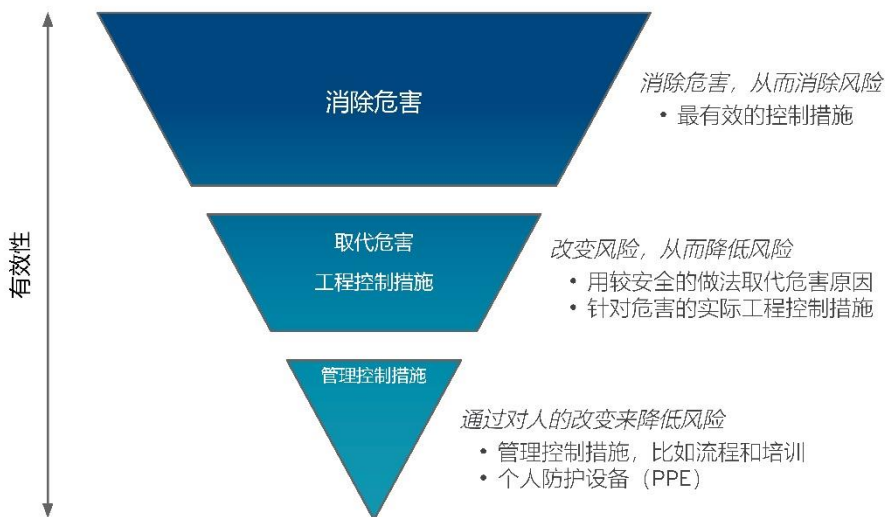 消除危害
消除危害，从而消除风险
• 最有效的控制措施
有效性
取代危害
工程控制措施
改变风险，从而降低风险
• 用较安全的做法取代危害原因
• 针对危害的实际工程控制措施
管理控制措施
通过对人的改变来降低风险
• 管理控制措施，比如流程和培训
• 个人防护设备（PPE）